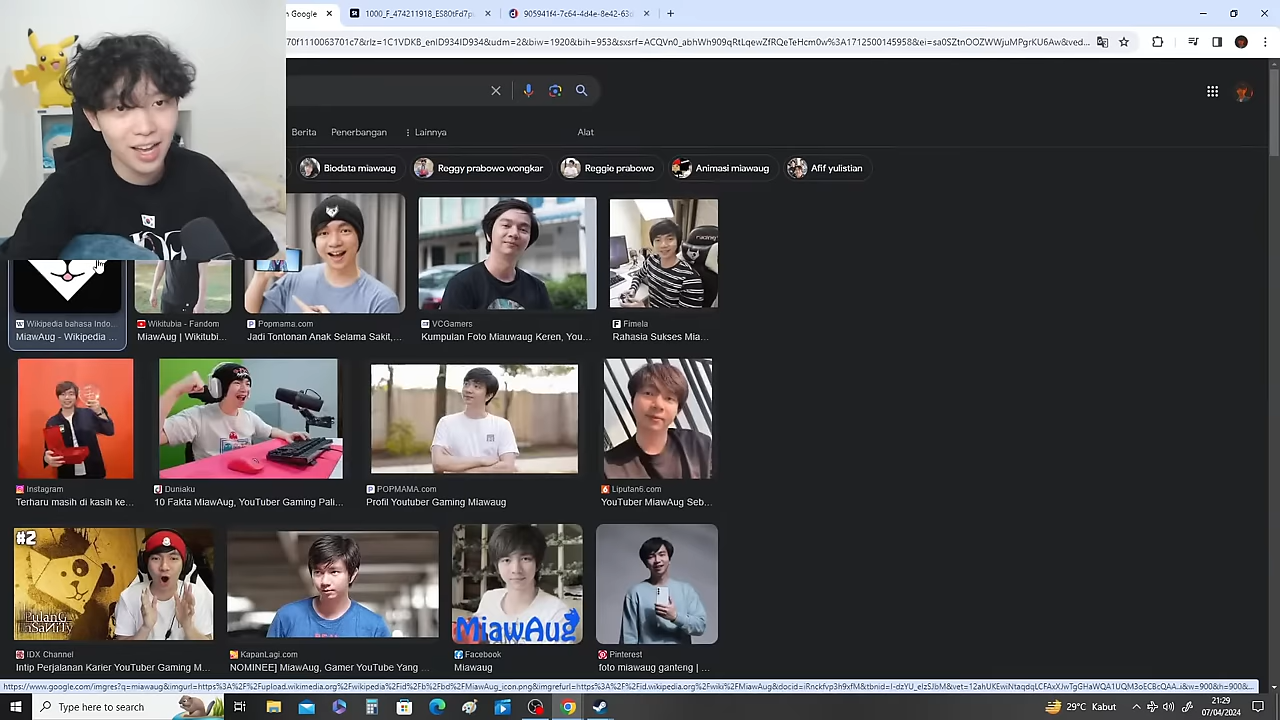 n Google
1000_F_474211918_ES80tFd7p
905941f4-7c64-4d4e-8e42-63d
Berita
Penerbangan
Lainnya
Alat
Biodata miawaug
Reggy prabowo wongkar
Reggie prabowo
Animasi miawaug
Afif yulistian
Wikipedia bahasa Indo...
MiawAug - Wikipedia ...
Wikitubia - Fandom
MiawAug | Wikitubi...
Popmama.com
Jadi Tontonan Anak Selama Sakit,...
VCGamers
Kumpulan Foto Miauwaug Keren, You...
Fimela
Rahasia Sukses Mia...
Instagram
Terharu masih di kasih ke...
Duniaku
10 Fakta MiawAug, YouTuber Gaming Pali...
POPMAMA.com
Profil Youtuber Gaming Miawaug
Liputan6.com
YouTuber MiawAug Seb...
#2
PULANG
IDX Channel
Intip Perjalanan Karier YouTuber Gaming M...
KapanLagi.com
NOMINEE] MiawAug, Gamer YouTube Yang ...
MiawAug
Facebook
Miawaug
Pinterest
foto miawaug ganteng | ...
Type here to search
29°C Kabut
21:29
07/04/2024